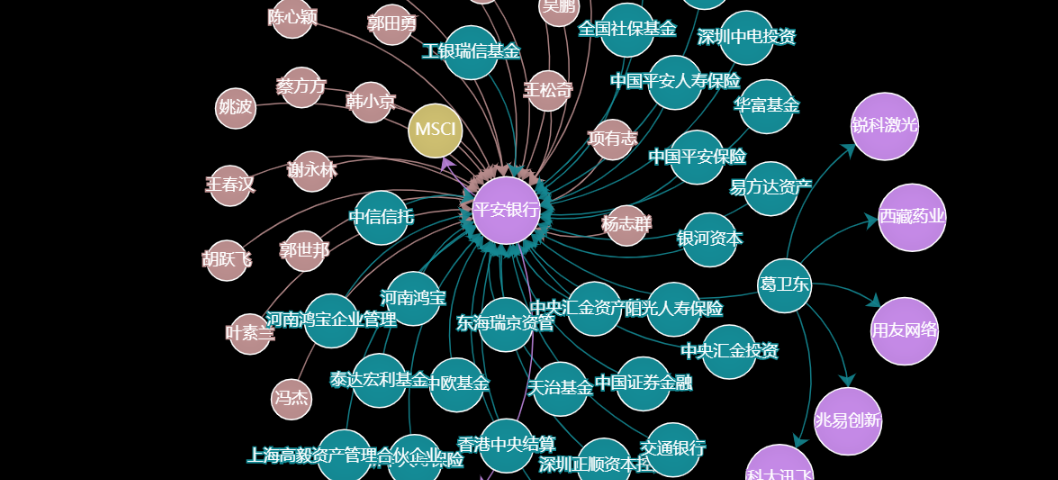 吴鹏
陈心颖
郭田勇
全国社保基金
深圳中电投资
工银瑞信基金
中国平安人寿保险
蔡方方
王松奇
韩小京
姚波
华富基金
锐科激光
MSCI
项有志
中国平安保险
谢永林
王春汉
易方达资产
中信信托
平安银行
西藏药业
杨志群
银河资本
郭世邦
胡跃飞
葛卫东
河南鸿宝
中央汇金资产
阳光人寿保险
河南鸿宝企业管理
东海瑞京资管
叶素兰
用友网络
中央汇金投资
泰达宏利基金
中欧基金
天治基金
中国证券金融
冯杰
兆易创新
香港中央结算
交通银行
上海高毅资产管理合伙企业
保险
深圳正顺资本控
科大讯飞